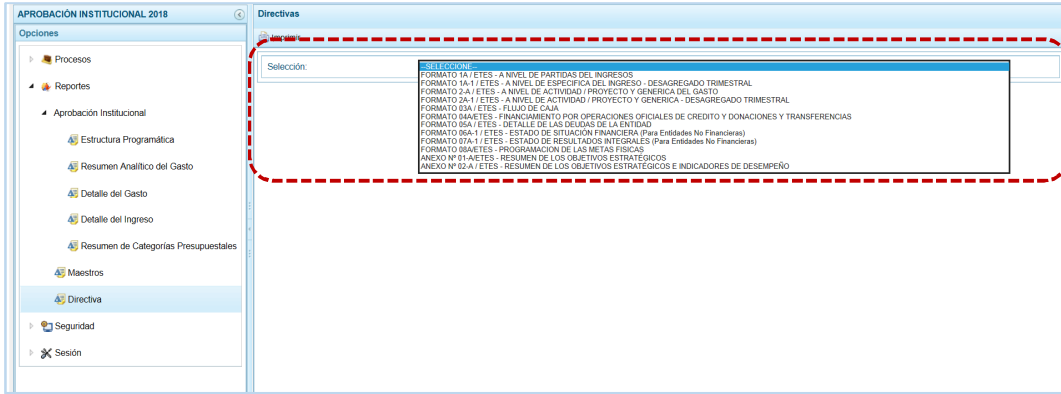 APROBACIÓN INSTITUCIONAL 2018
Opciones
Procesos
Reportes
Aprobación Institucional
Estructura Programática
Resumen Analítico del Gasto
Detalle del Gasto
Detalle del Ingreso
Resumen de Categorías Presupuestales
Maestros
Directiva
Seguridad
Sesión
Directivas
Imprimir
Selección:
--SELECCIONE--
FORMATO 1A / ETES - A NIVEL DE PARTIDAS DEL INGRESOS
FORMATO 1A-1 / ETES - A NIVEL DE ESPECIFICA DEL INGRESO - DESAGREGADO TRIMESTRAL
FORMATO 2-A / ETES - A NIVEL DE ACTIVIDAD / PROYECTO Y GENERICA DEL GASTO
FORMATO 2A-1 / ETES - A NIVEL DE ACTIVIDAD / PROYECTO Y GENERICA - DESAGREGADO TRIMESTRAL
FORMATO 03A / ETES - FLUJO DE CAJA
FORMATO 04A/ETES - FINANCIAMIENTO POR OPERACIONES OFICIALES DE CREDITO Y DONACIONES Y TRANSFERENCIAS
FORMATO 05A / ETES - DETALLE DE LAS DEUDAS DE LA ENTIDAD
FORMATO 06A-1 / ETES - ESTADO DE SITUACIÓN FINANCIERA (Para Entidades No Financieras)
FORMATO 07A-1 / ETES - ESTADO DE RESULTADOS INTEGRALES (Para Entidades No Financieras)
FORMATO 08A/ETES - PROGRAMACION DE LAS METAS FISICAS
ANEXO Nº 01-A/ETES - RESUMEN DE LOS OBJETIVOS ESTRATÉGICOS
ANEXO Nº 02-A / ETES - RESUMEN DE LOS OBJETIVOS ESTRATÉGICOS E INDICADORES DE DESEMPEÑO